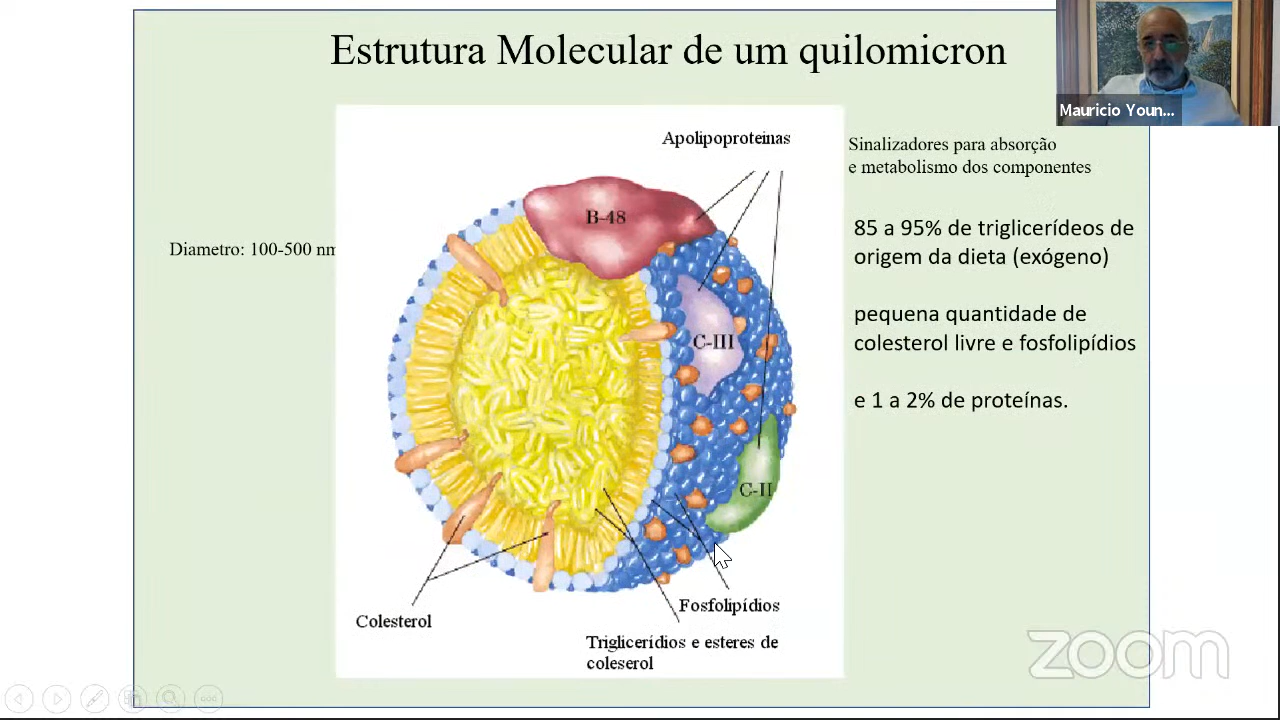 Estrutura Molecular de um quilomicron
Mauricio Youn...
Apolipoproteinas
Sinalizadores para absorção
e metabolismo dos componentes
B-48
85 a 95% de triglicerídeos de
origem da dieta (exógeno)
Diametro: 100-500 nm
pequena quantidade de
colesterol livre e fosfolipídios
C-III
e 1 a 2% de proteínas.
C-II
Fosfolipídios
Colesterol
Triglicerídios e esteres de
coleserol
zoom